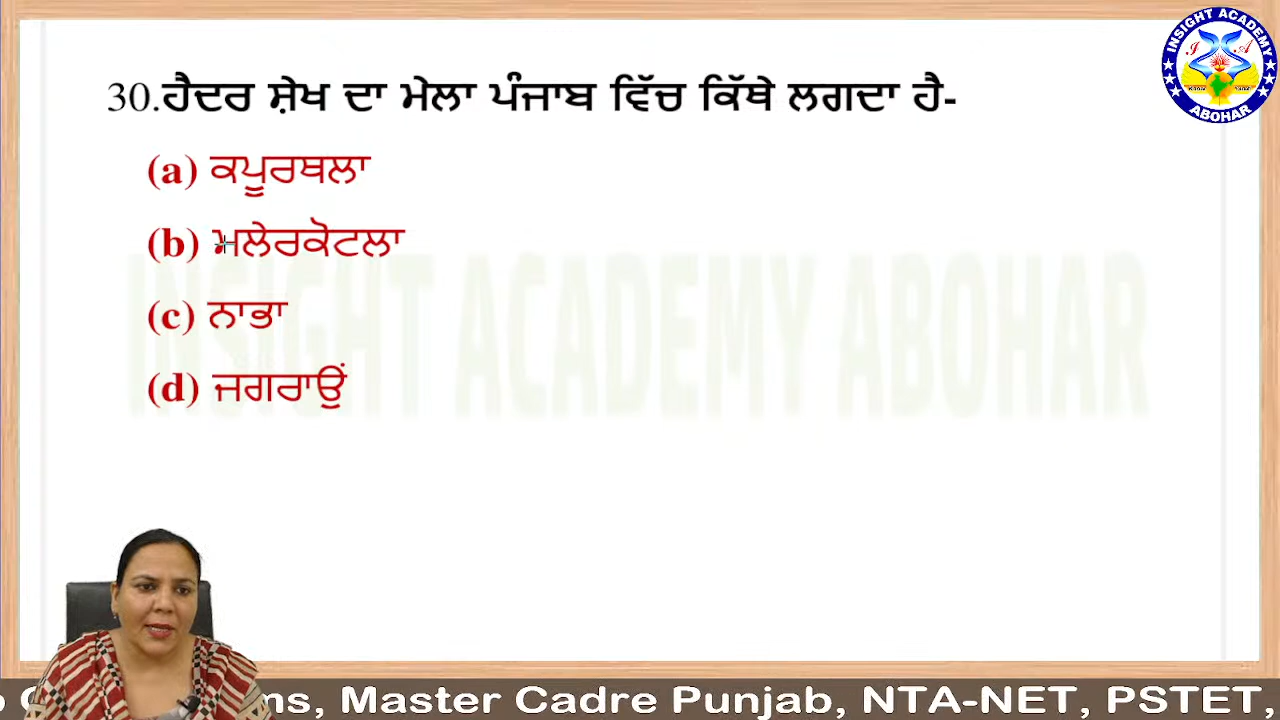 30.ਹੈਦਰ ਸ਼ੇਖ ਦਾ ਮੇਲਾ ਪੰਜਾਬ ਵਿੱਚ ਕਿੱਥੇ ਲਗਦਾ ਹੈ-
(a) ਕਪੂਰਥਲਾ
(b) ਮਲੇਰਕੋਟਲਾ
(c) ਨਾਭਾ
(d) ਜਗਰਾਉਂ
INSIGHT ACADEMY ABOHAR
INSIGHT ACADEMY
I A
ABOHAR
ms, Master Cadre Punjab, NTA-NET, PSTET,